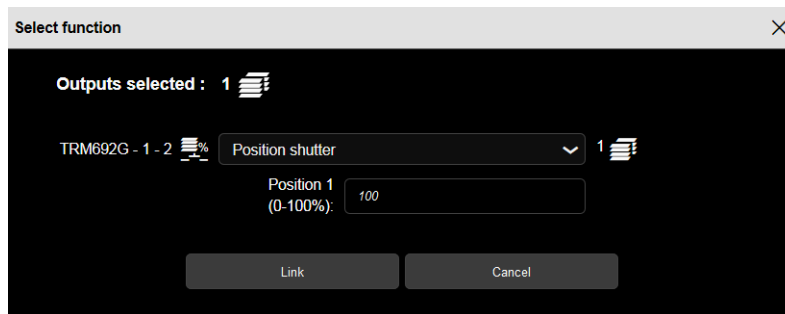 Select function
Outputs selected : 1
TRM692G - 1 - 2 % Position shutter 1
Position 1
(0-100%): 100
Link Cancel